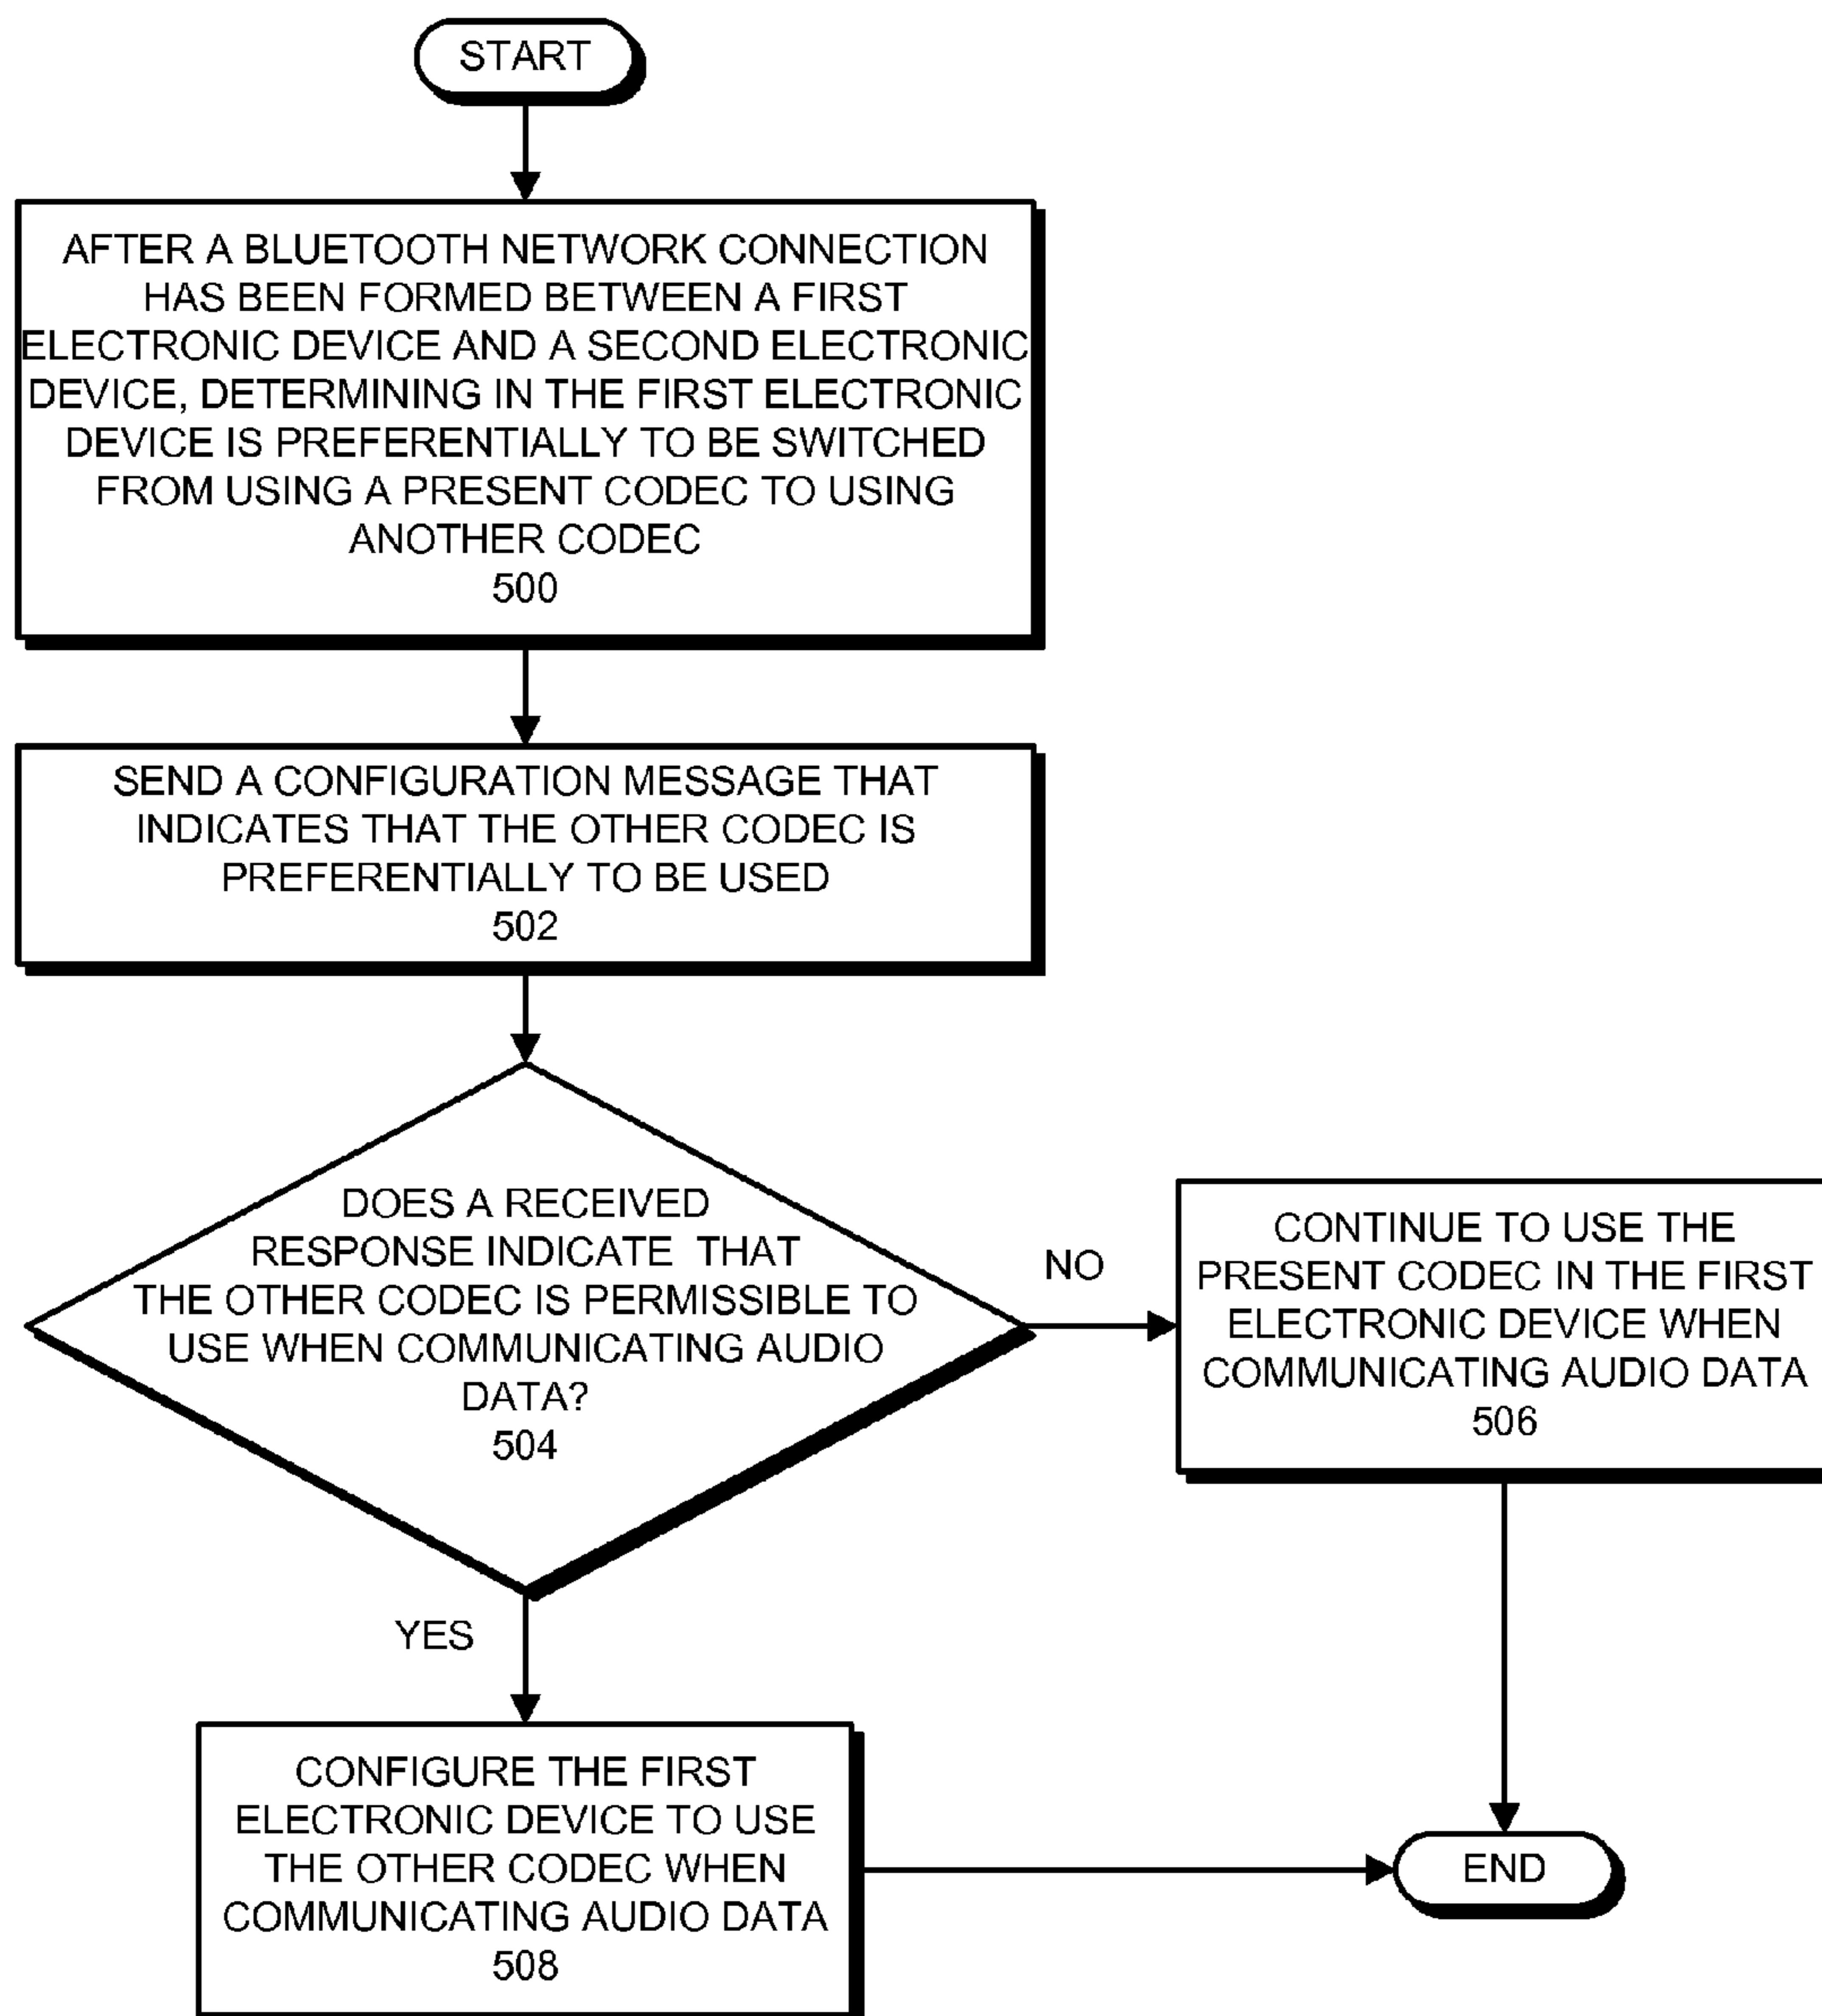 START
AFTER A BLUETOOTH NETWORK CONNECTION
HAS BEEN FORMED BETWEEN A FIRST
ELECTRONIC DEVICE AND A SECOND ELECTRONIC
DEVICE, DETERMINING IN THE FIRST ELECTRONIC
DEVICE IS PREFERENTIALLY TO BE SWITCHED
FROM USING A PRESENT CODEC TO USING
ANOTHER CODEC
500
SEND A CONFIGURATION MESSAGE THAT
INDICATES THAT THE OTHER CODEC IS
PREFERENTIALLY TO BE USED
502
DOES A RECEIVED
RESPONSE INDICATE THAT
THE OTHER CODEC IS PERMISSIBLE TO
USE WHEN COMMUNICATING AUDIO
DATA?
504
NO
CONTINUE TO USE THE
PRESENT CODEC IN THE FIRST
ELECTRONIC DEVICE WHEN
COMMUNICATING AUDIO DATA
506
YES
CONFIGURE THE FIRST
ELECTRONIC DEVICE TO USE
THE OTHER CODEC WHEN
COMMUNICATING AUDIO DATA
508
END